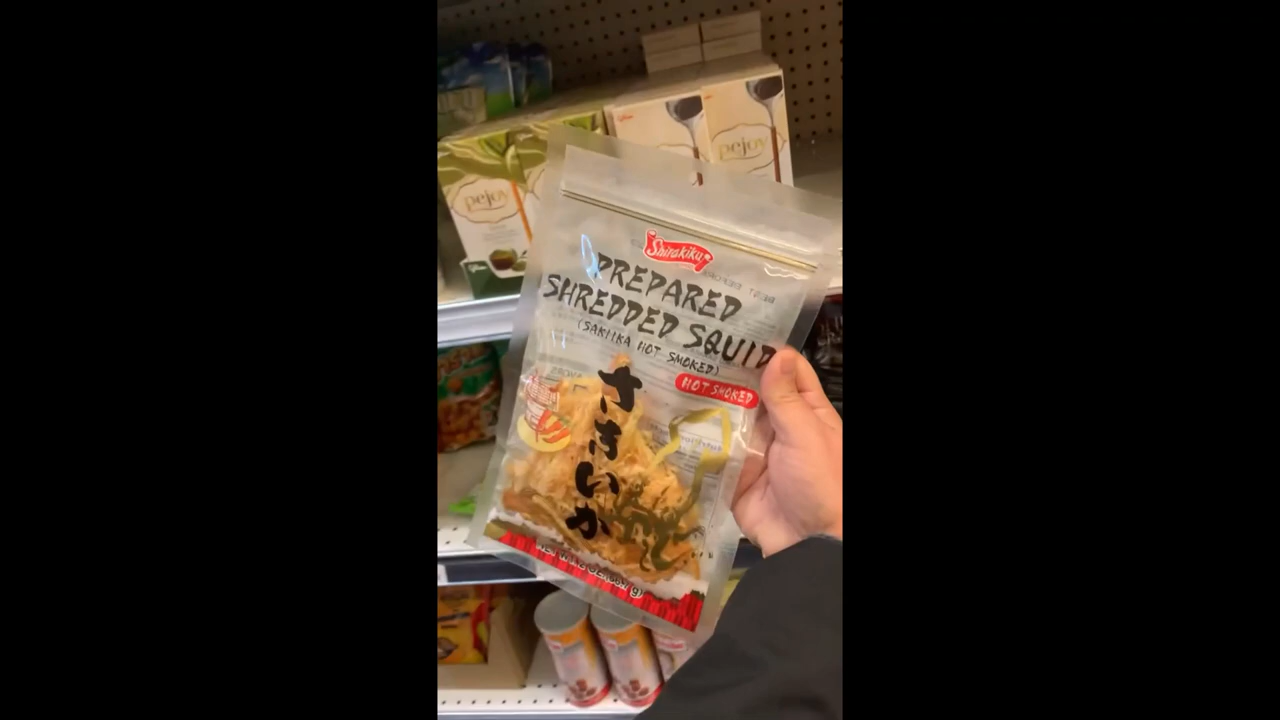 pejoy
pejoy
Shirakiku
PREPARED
SHREDDED SQUID
(SAKIIKA HOT SMOKED)
HOT SMOKED
さきいか